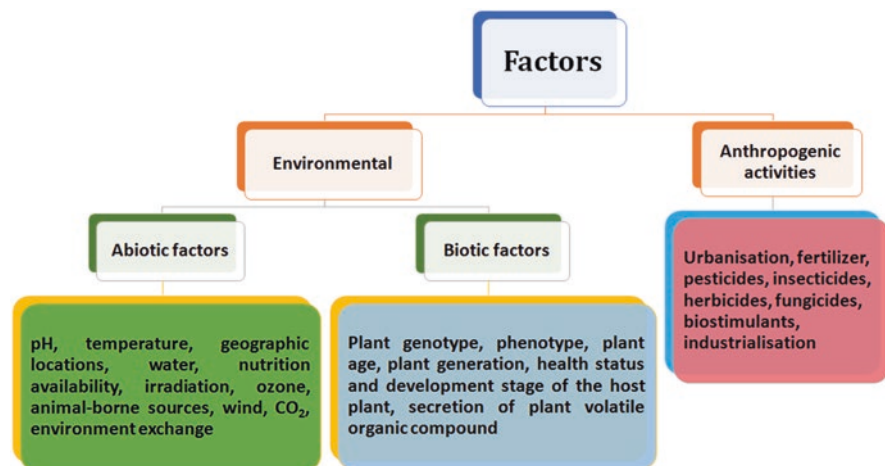 Factors
Environmental
Anthropogenic
activities
Abiotic factors
Biotic factors
pH, temperature, geographic
locations, water, nutrition
availability, irradiation, ozone,
animal-borne sources, wind, CO₂,
environment exchange
Plant genotype, phenotype, plant
age, plant generation, health status
and development stage of the host
plant, secretion of plant volatile
organic compound
Urbanisation, fertilizer,
pesticides, insecticides,
herbicides, fungicides,
biostimulants,
industrialisation